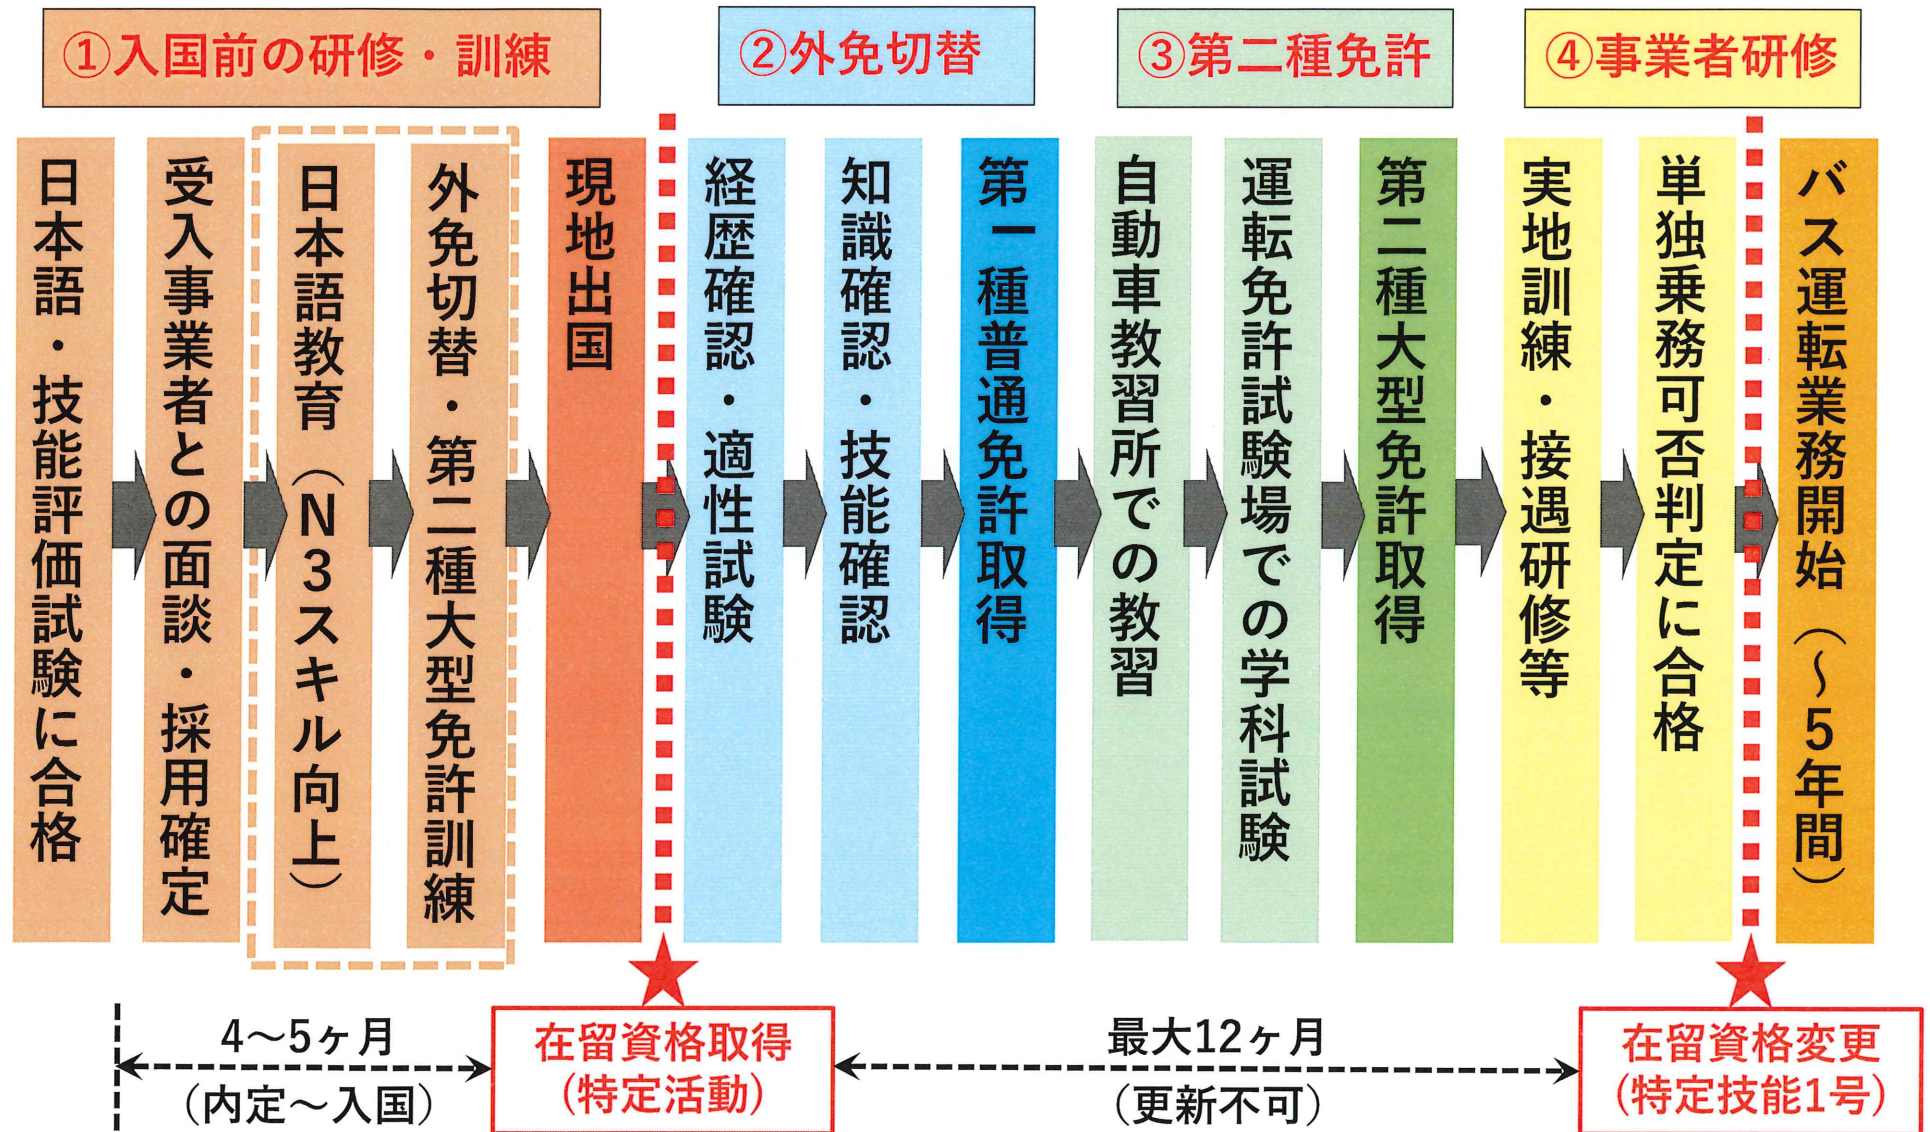 ①入国前の研修・訓練
②外免切替
③第二種免許
④事業者研修
日本語・技能評価試験に合格
受入事業者との面談・採用確定
日本語教育（N3スキル向上）
外免切替・第二種大型免許訓練
現地出国
経歴確認・適性試験
知識確認・技能確認
第一種普通免許取得
自動車教習所での教習
運転免許試験場での学科試験
第二種大型免許取得
実地訓練・接遇研修等
単独乗務可否判定に合格
バス運転業務開始（～5年間）
4～5ヶ月
(内定～入国)
在留資格取得
(特定活動)
最大12ヶ月
(更新不可)
在留資格変更
(特定技能1号)